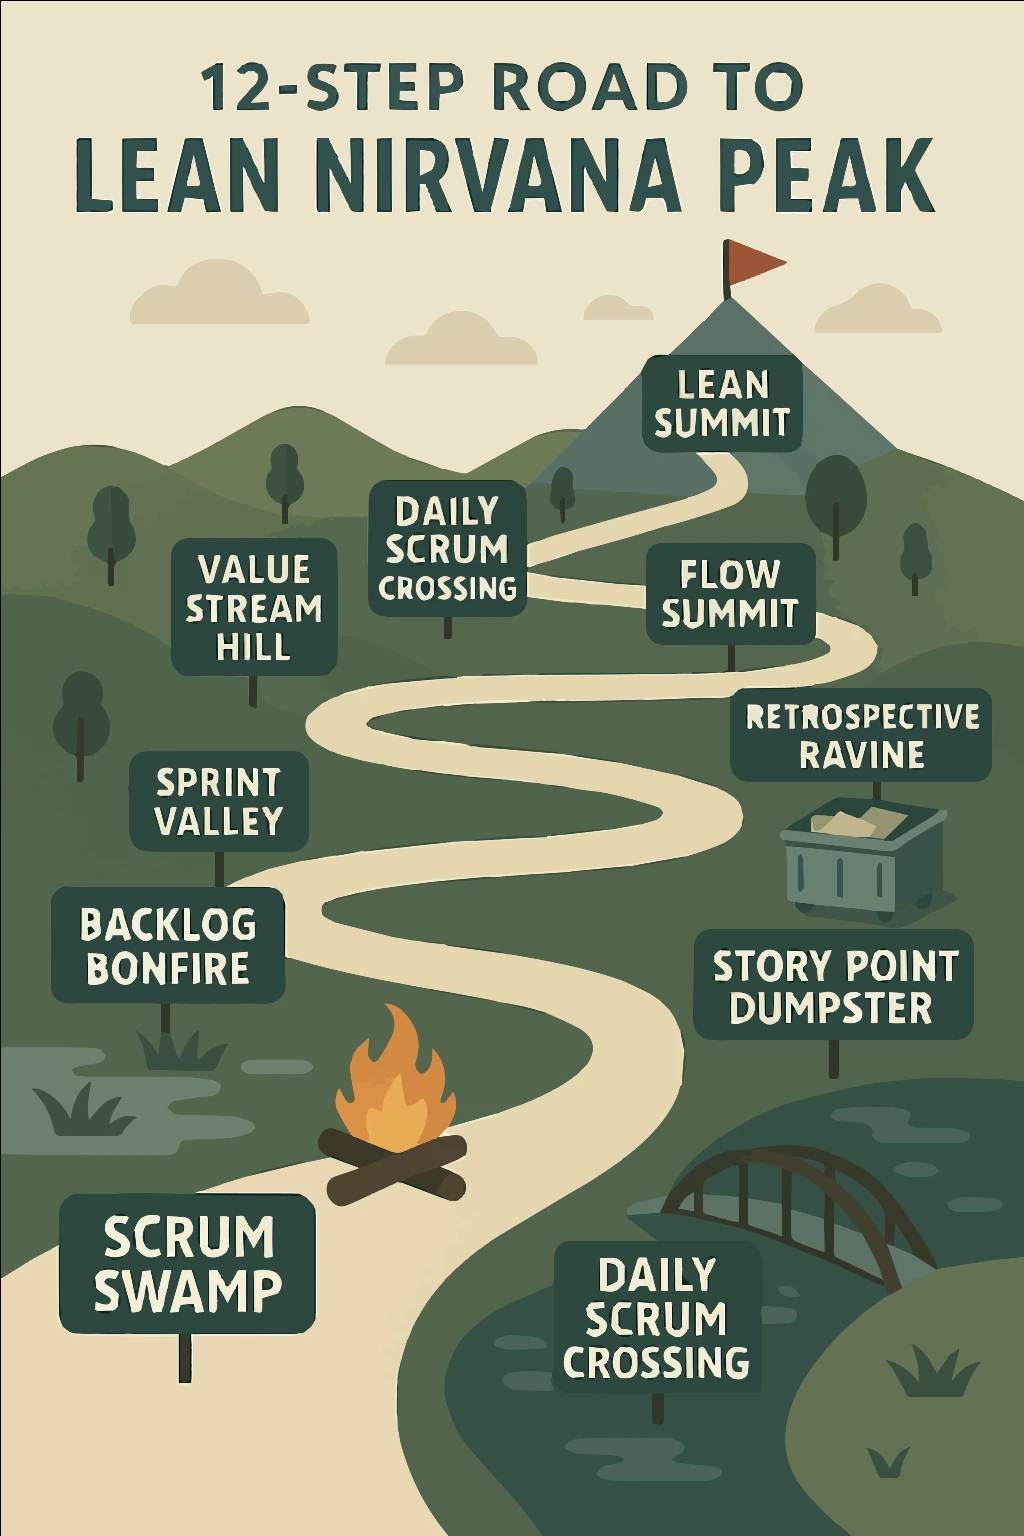 12-STEP ROAD TO
LEAN NIRVANA PEAK
LEAN
SUMMIT
DAILY
SCRUM
CROSSING
VALUE
STREAM
HILL
FLOW
SUMMIT
RETROSPECTIVE
RAVINE
SPRINT
VALLEY
BACKLOG
BONFIRE
STORY POINT
DUMPSTER
SCRUM
SWAMP
DAILY
SCRUM
CROSSING